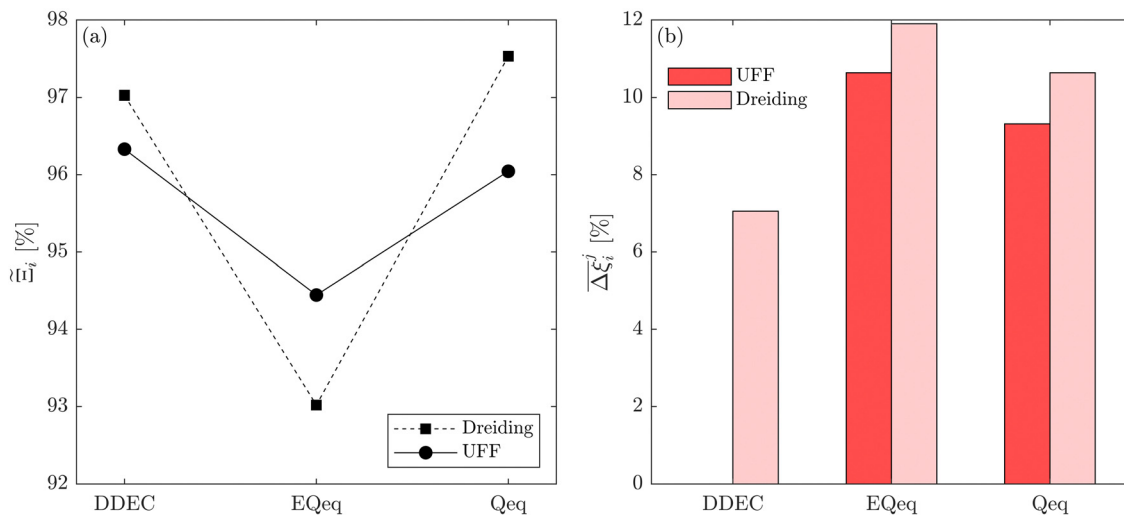 (a)
98
97
96
95
94
93
92
Ξ̃ᵢ [%]
DDEC
EQeq
Qeq
Dreiding
UFF
(b)
12
10
8
6
4
2
0
Δξᵢʲ [%]
UFF
Dreiding
DDEC
EQeq
Qeq